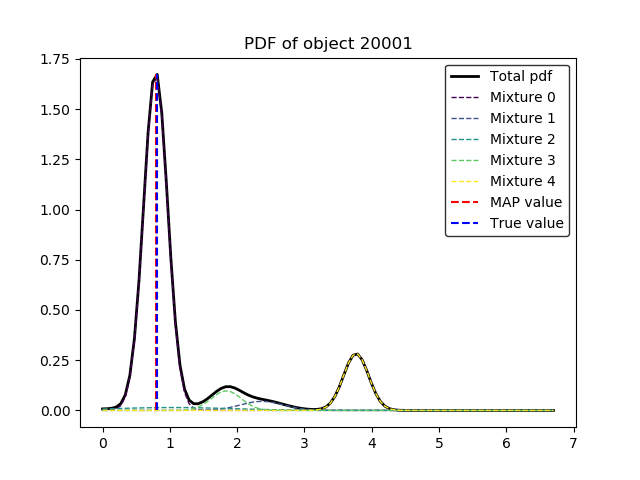 PDF of object 20001
1.75
1.50
1.25
1.00
0.75
0.50
0.25
0.00
0 1 2 3 4 5 6 7
Total pdf
Mixture 0
Mixture 1
Mixture 2
Mixture 3
Mixture 4
MAP value
True value